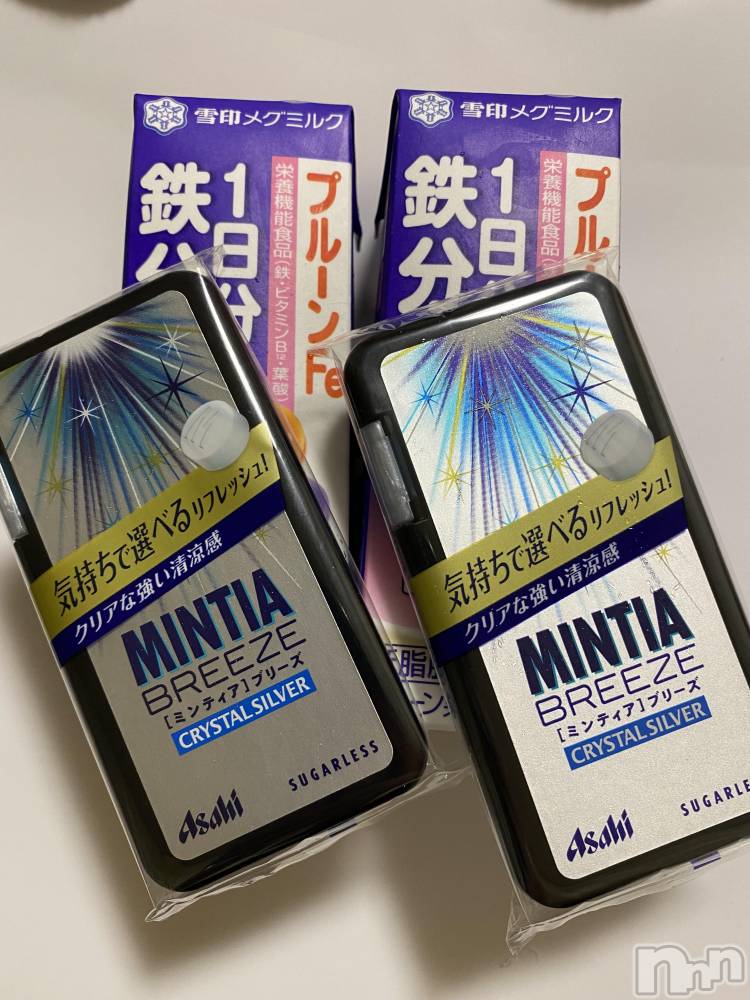 雪印メグミルク
プルーンFe
栄養機能食品(鉄・ビタミンB12・葉酸)
1日分
鉄分
雪印メグミルク
プルー
栄養機能食品
1日
鉄分
気持ちで選べるリフレッシュ!
クリアな強い清涼感
MINTIA
BREEZE
[ミンティア]ブリーズ
CRYSTAL SILVER
SUGARLESS
Asahi
気持ちで選べるリフレッシュ!
クリアな強い清涼感
MINTIA
BREEZE
[ミンティア]ブリーズ
CRYSTAL SILVER
SUGARLE
Asahi
nnn